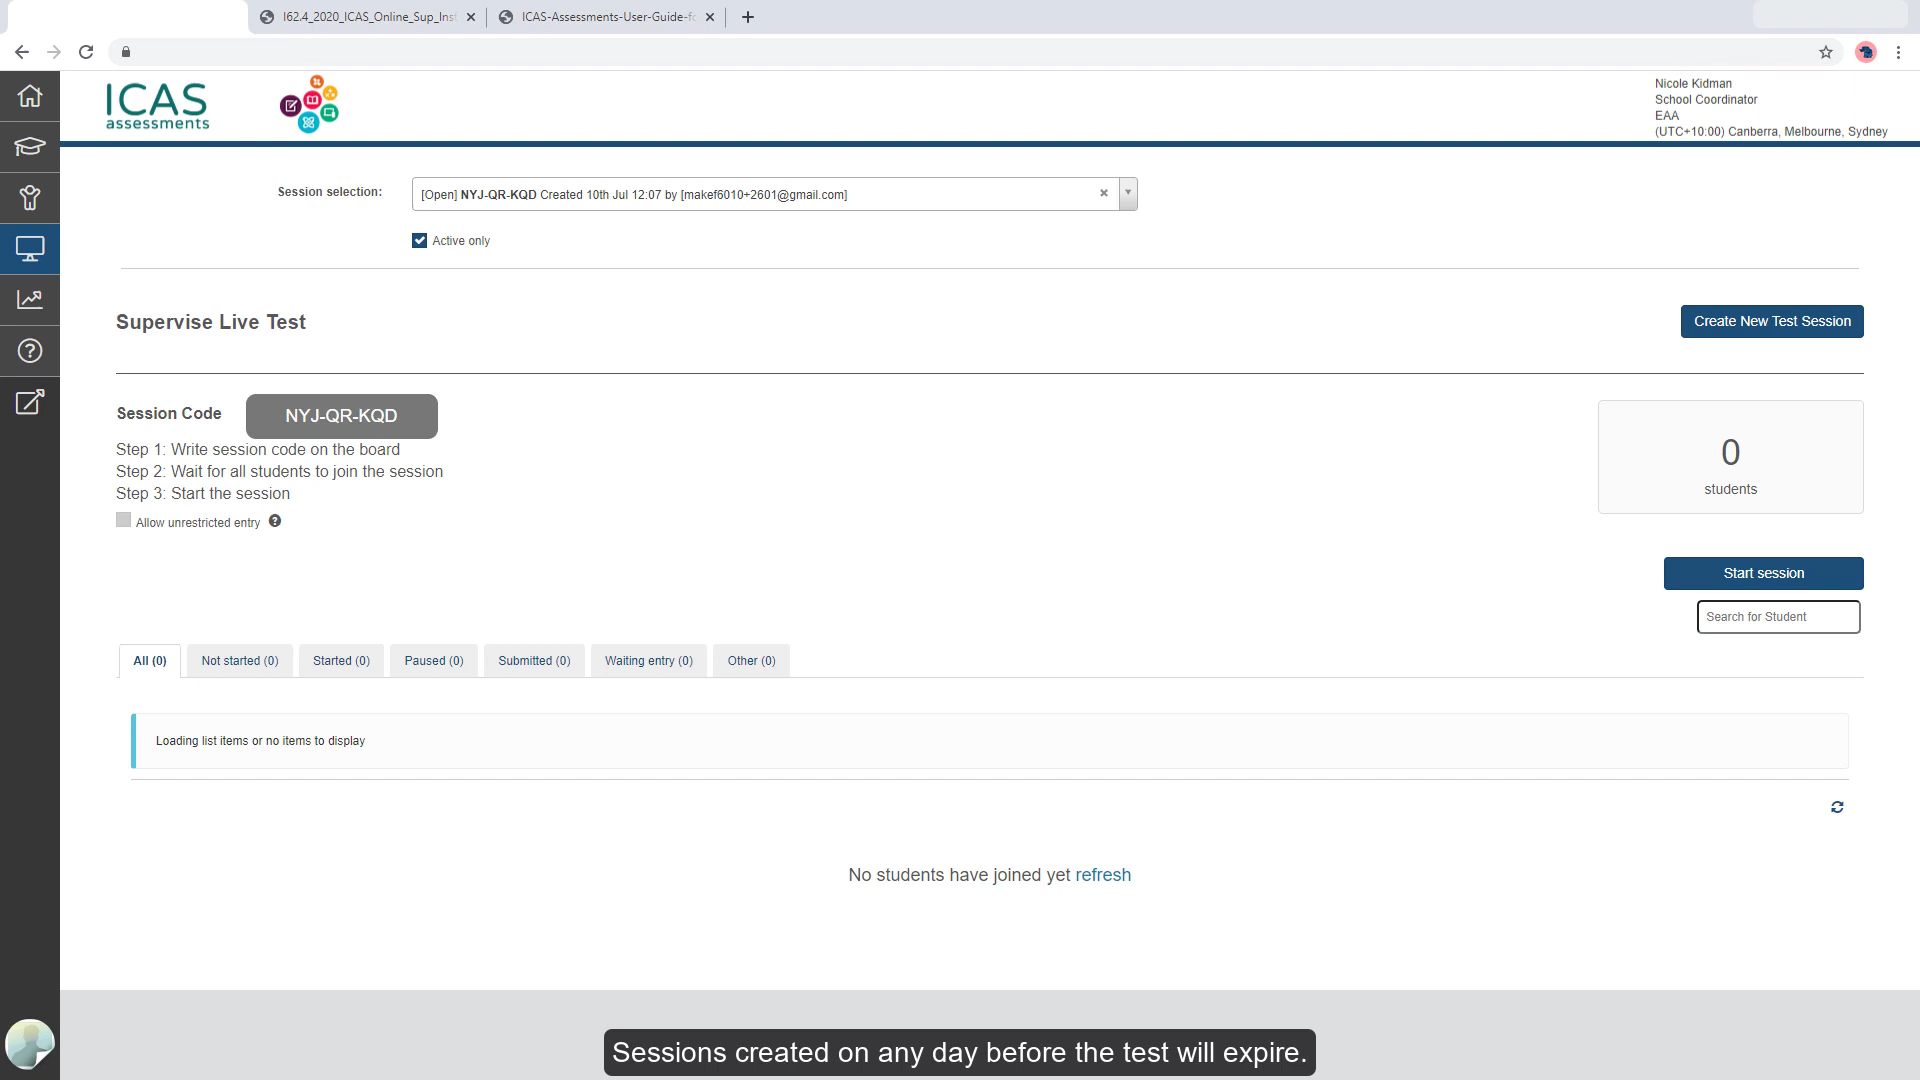 I62.4_2020_ICAS_Online_Sup_Inst
ICAS-Assessments-User-Guide-fo
ICAS
assessments
Nicole Kidman
School Coordinator
EAA
(UTC+10:00) Canberra, Melbourne, Sydney
Session selection:
[Open] NYJ-QR-KQD Created 10th Jul 12:07 by [makef6010+2601@gmail.com]
Active only
Supervise Live Test
Create New Test Session
Session Code
NYJ-QR-KQD
Step 1: Write session code on the board
Step 2: Wait for all students to join the session
Step 3: Start the session
Allow unrestricted entry
0
students
Start session
Search for Student
All (0)
Not started (0)
Started (0)
Paused (0)
Submitted (0)
Waiting entry (0)
Other (0)
Loading list items or no items to display
No students have joined yet refresh
Sessions created on any day before the test will expire.